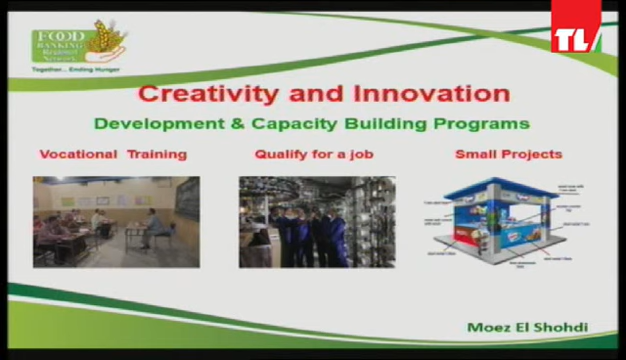 TL
FOOD
BANKING
Regional
Network
Together... Ending Hunger
Creativity and Innovation
Development & Capacity Building Programs
Vocational Training
Qualify for a job
Small Projects
Moez El Shohdi